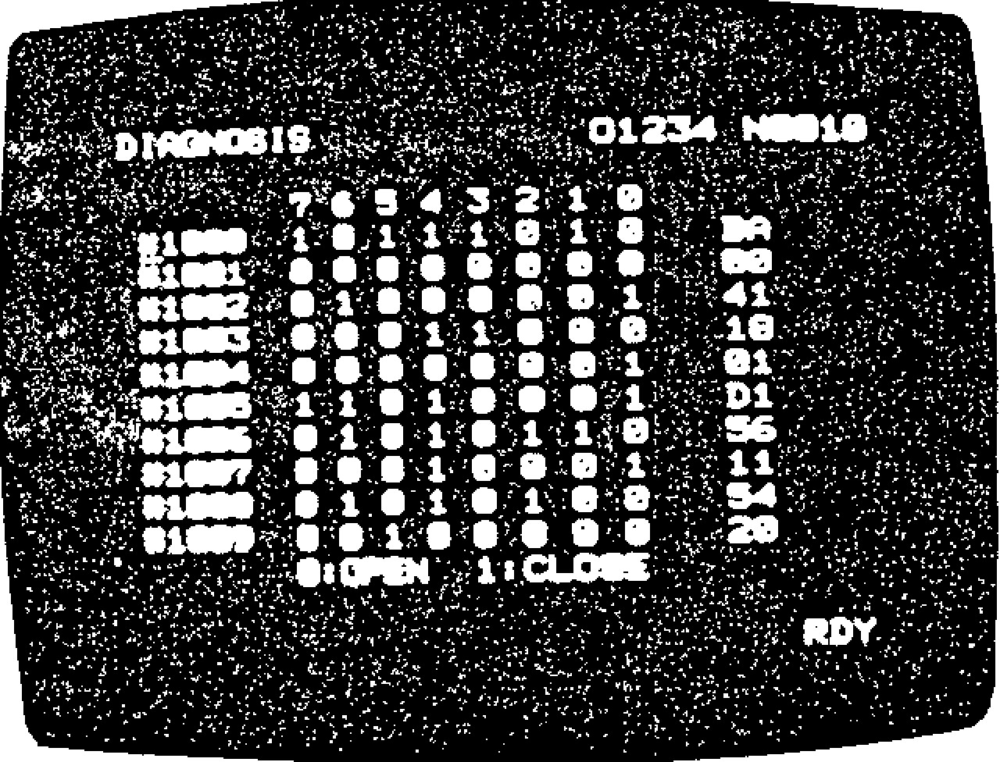 DIAGNOSIS O1234 N0010
7 6 5 4 3 2 1 0
#1000 1 0 1 1 1 0 1 0 BA
#1001 0 0 0 0 0 0 0 0 00
#1002 0 1 0 0 0 0 0 1 41
#1003 0 0 0 1 1 0 0 0 18
#1004 0 0 0 0 0 0 0 1 01
#1005 1 1 0 1 0 0 0 1 D1
#1006 0 1 0 1 0 1 1 0 56
#1007 0 0 0 1 0 0 0 1 11
#1008 0 1 0 1 0 1 0 0 54
#1009 0 0 1 0 0 0 0 0 20
0:OPEN 1:CLOSE
RDY